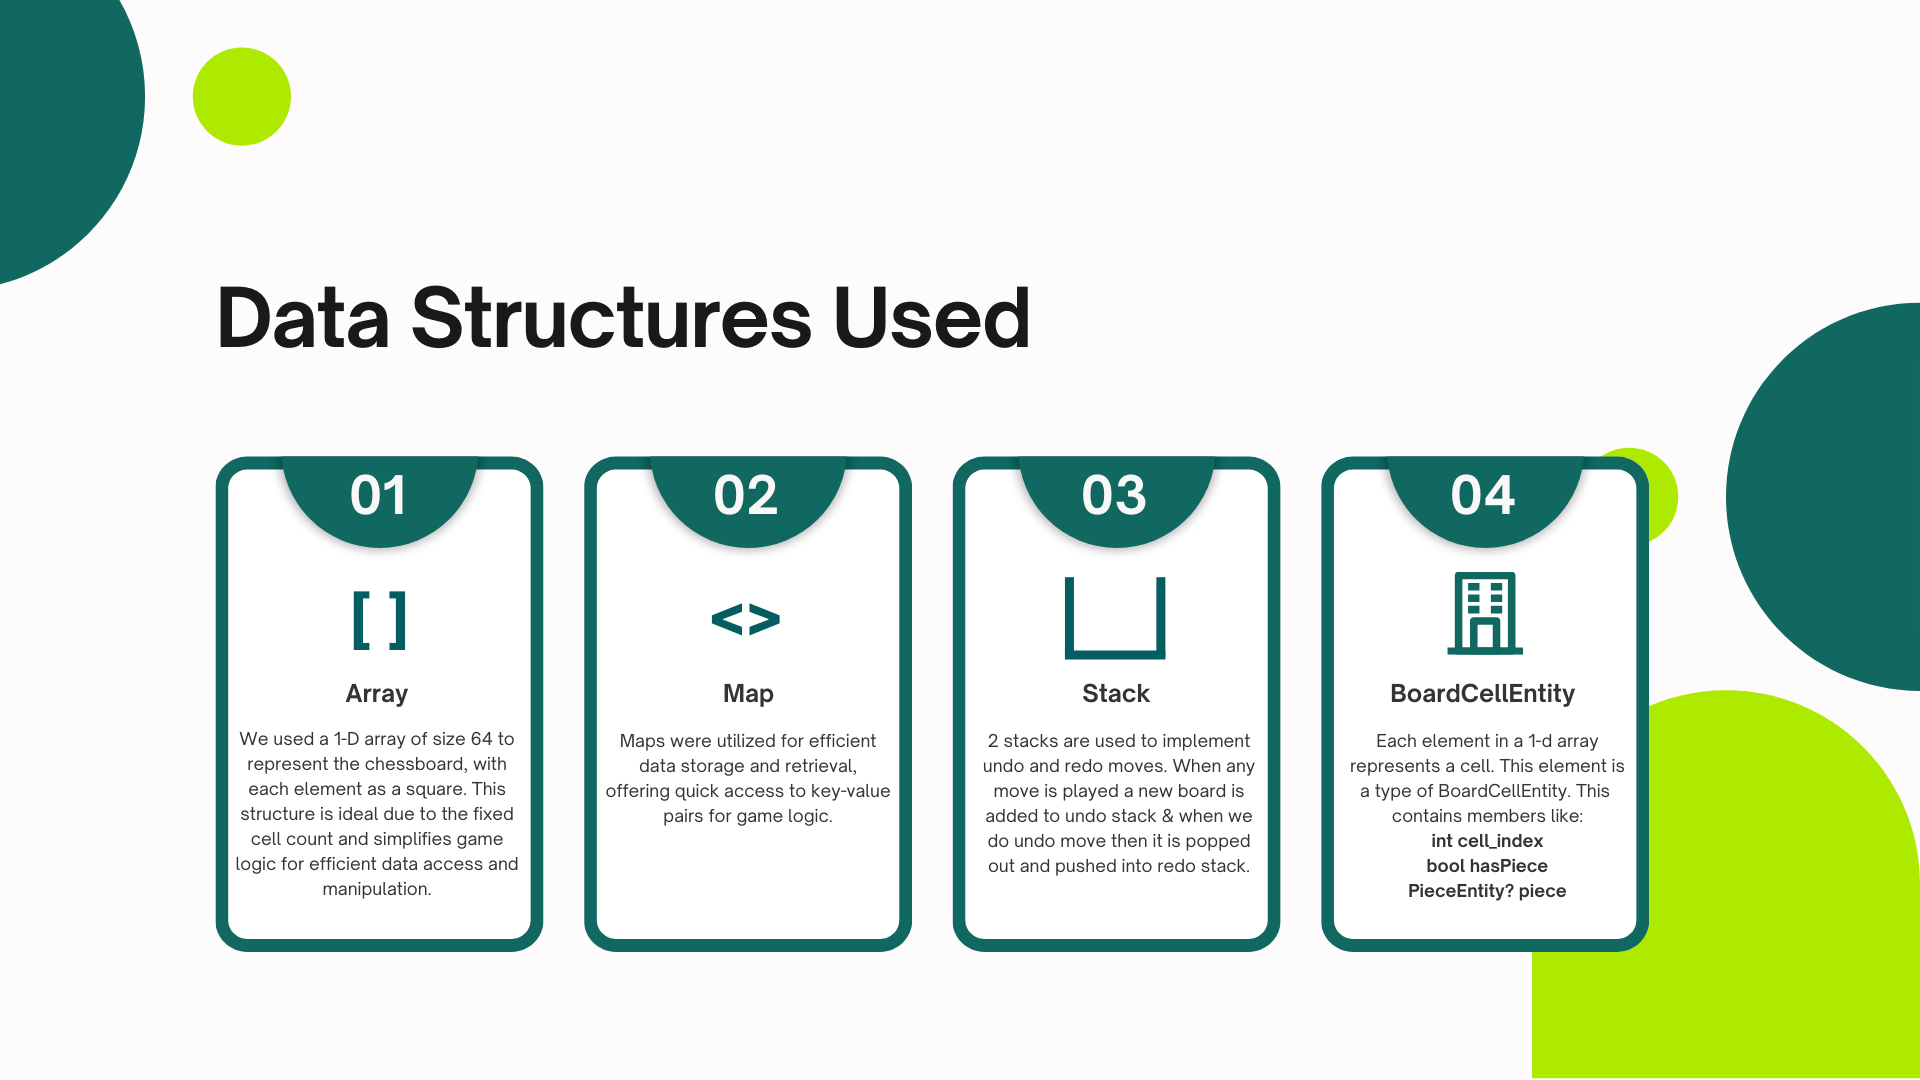 Data Structures Used
01
[ ]
Array
We used a 1-D array of size 64 to
represent the chessboard, with
each element as a square. This
structure is ideal due to the fixed
cell count and simplifies game
logic for efficient data access and
manipulation.
02
<>
Map
Maps were utilized for efficient
data storage and retrieval,
offering quick access to key-value
pairs for game logic.
03
Stack
2 stacks are used to implement
undo and redo moves. When any
move is played a new board is
added to undo stack & when we
do undo move then it is popped
out and pushed into redo stack.
04
BoardCellEntity
Each element in a 1-d array
represents a cell. This element is
a type of BoardCellEntity. This
contains members like:
int cell_index
bool hasPiece
PieceEntity? piece